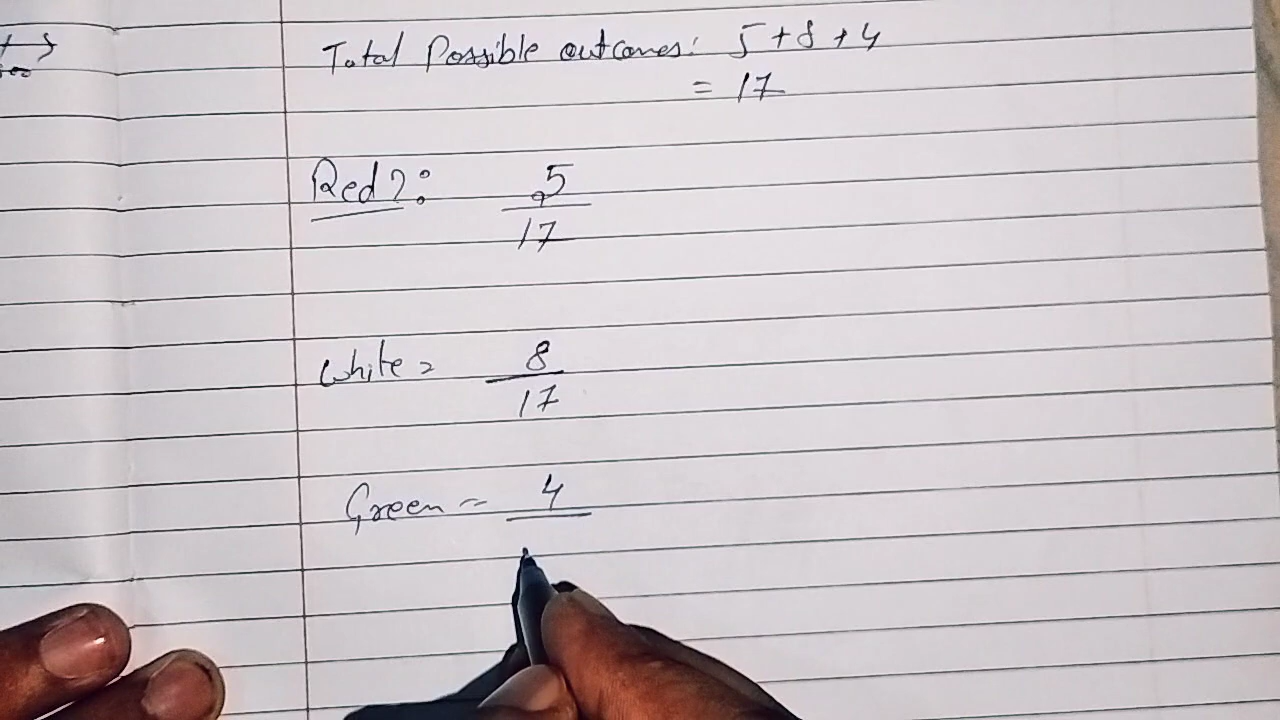 Total Possible outcomes: 5+8+4
= 17
Red?: 5
17
White = 8
17
Green = 4